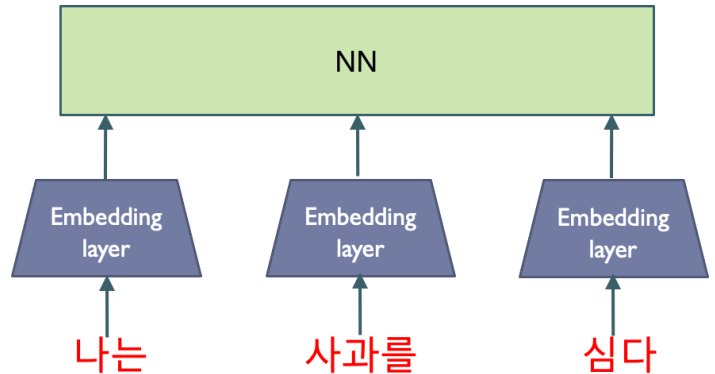 NN
Embedding
layer
Embedding
layer
Embedding
layer
나는 사과를 심다